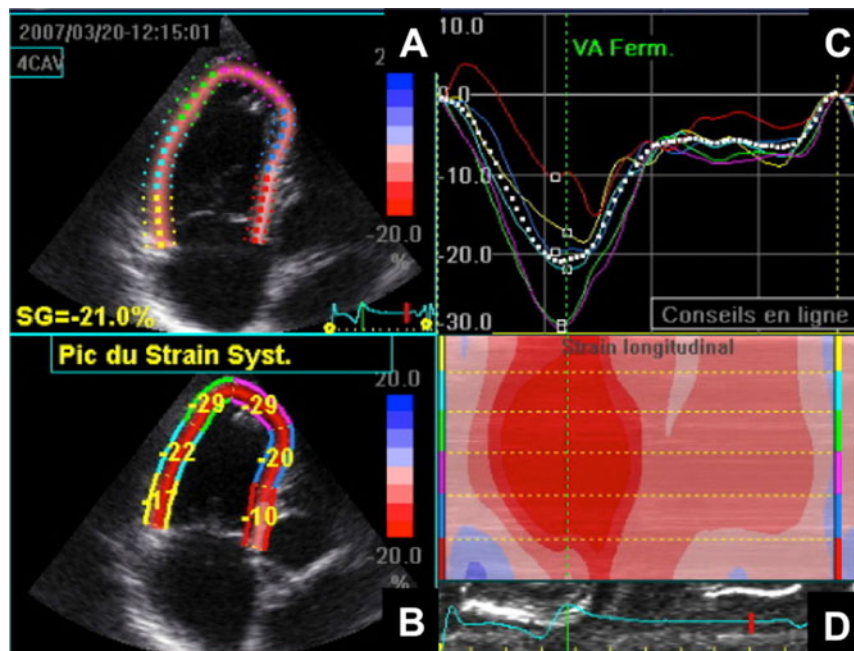 2007/03/20-12:15:01
A
4CAV
2
-20.0
%
SG=-21.0%
10.0
VA Ferm.
C
0.0
-10.0
-20.0
-30.0
Conseils en ligne
Pic du Strain Syst.
20.0
-29
-29
-22
-20
-17
-10
-20.0
%
B
Strain longitudinal
D